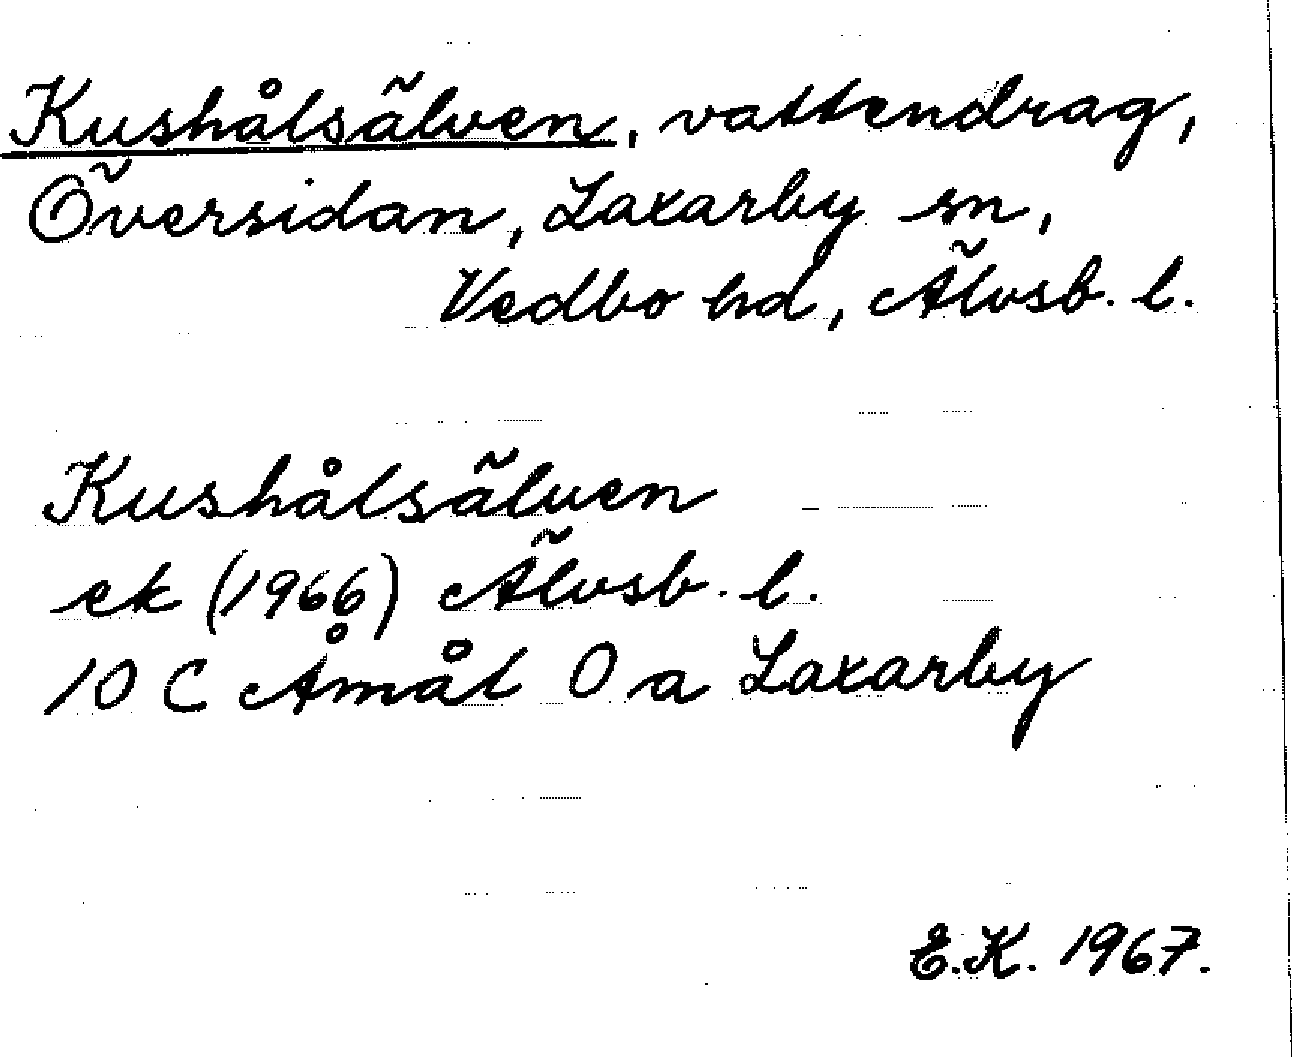 Kushålsälven, vattendrag,
Översidan, Laxarby sn,
Vedbo hd, Älvsb. l.
Kushålsälven
ek (1966) Älvsb. l.
10 C Åmål O a Laxarby
E.K. 1967.